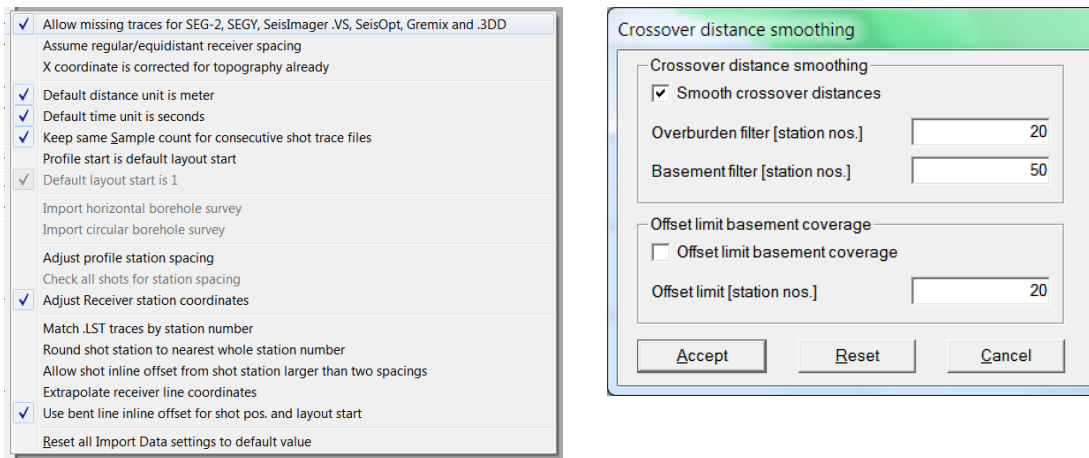 Allow missing traces for SEG-2, SEGY, SeisImager .VS, SeisOpt, Gremix and .3DD
Assume regular/equidistant receiver spacing
X coordinate is corrected for topography already
Default distance unit is meter
Default time unit is seconds
Keep same Sample count for consecutive shot trace files
Profile start is default layout start
Default layout start is 1
Import horizontal borehole survey
Import circular borehole survey
Adjust profile station spacing
Check all shots for station spacing
Adjust Receiver station coordinates
Match .LST traces by station number
Round shot station to nearest whole station number
Allow shot inline offset from shot station larger than two spacings
Extrapolate receiver line coordinates
Use bent line inline offset for shot pos. and layout start
Reset all Import Data settings to default value
Crossover distance smoothing
Crossover distance smoothing
Smooth crossover distances
Overburden filter [station nos.] 20
Basement filter [station nos.] 50
Offset limit basement coverage
Offset limit basement coverage
Offset limit [station nos.] 20
Accept Reset Cancel